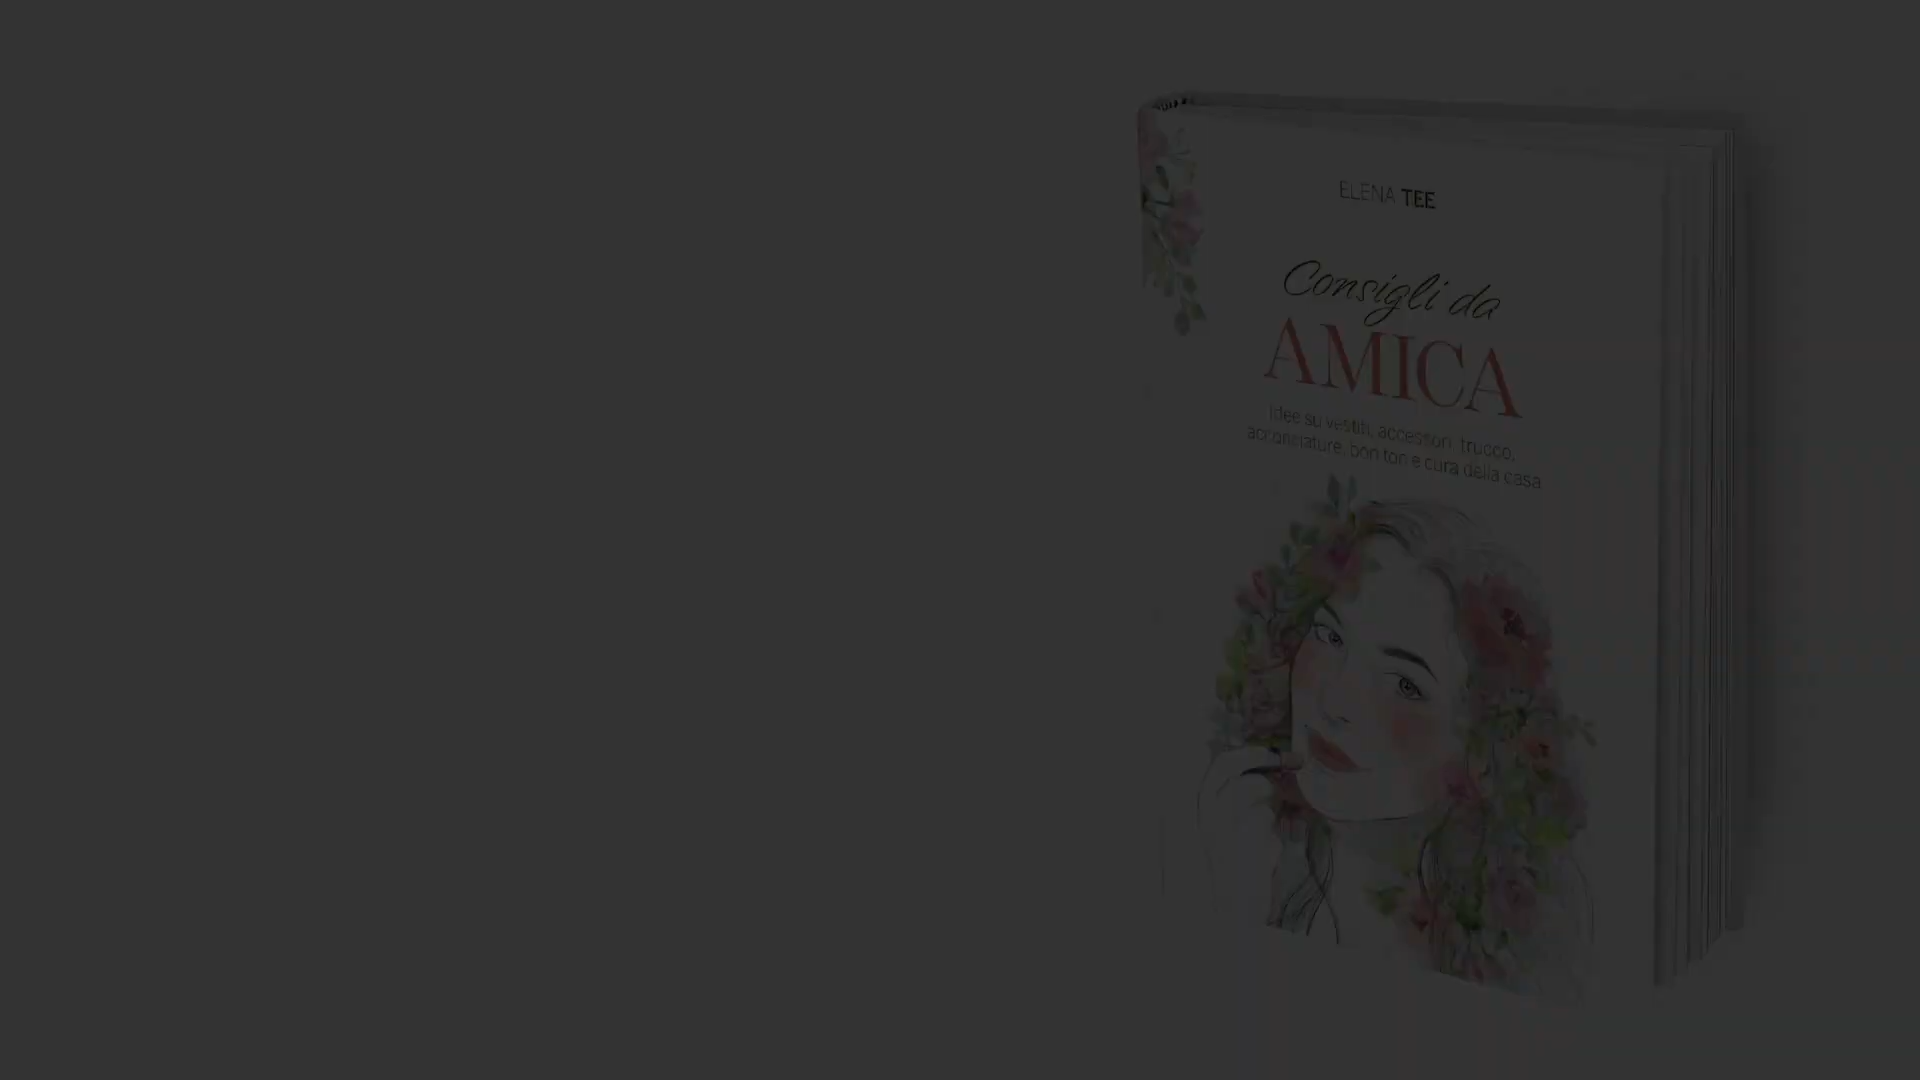 ELENA TEE
Consigli da
AMICA
Idee su vestiti, accessori, trucco,
acconciature, bon ton e cura della casa